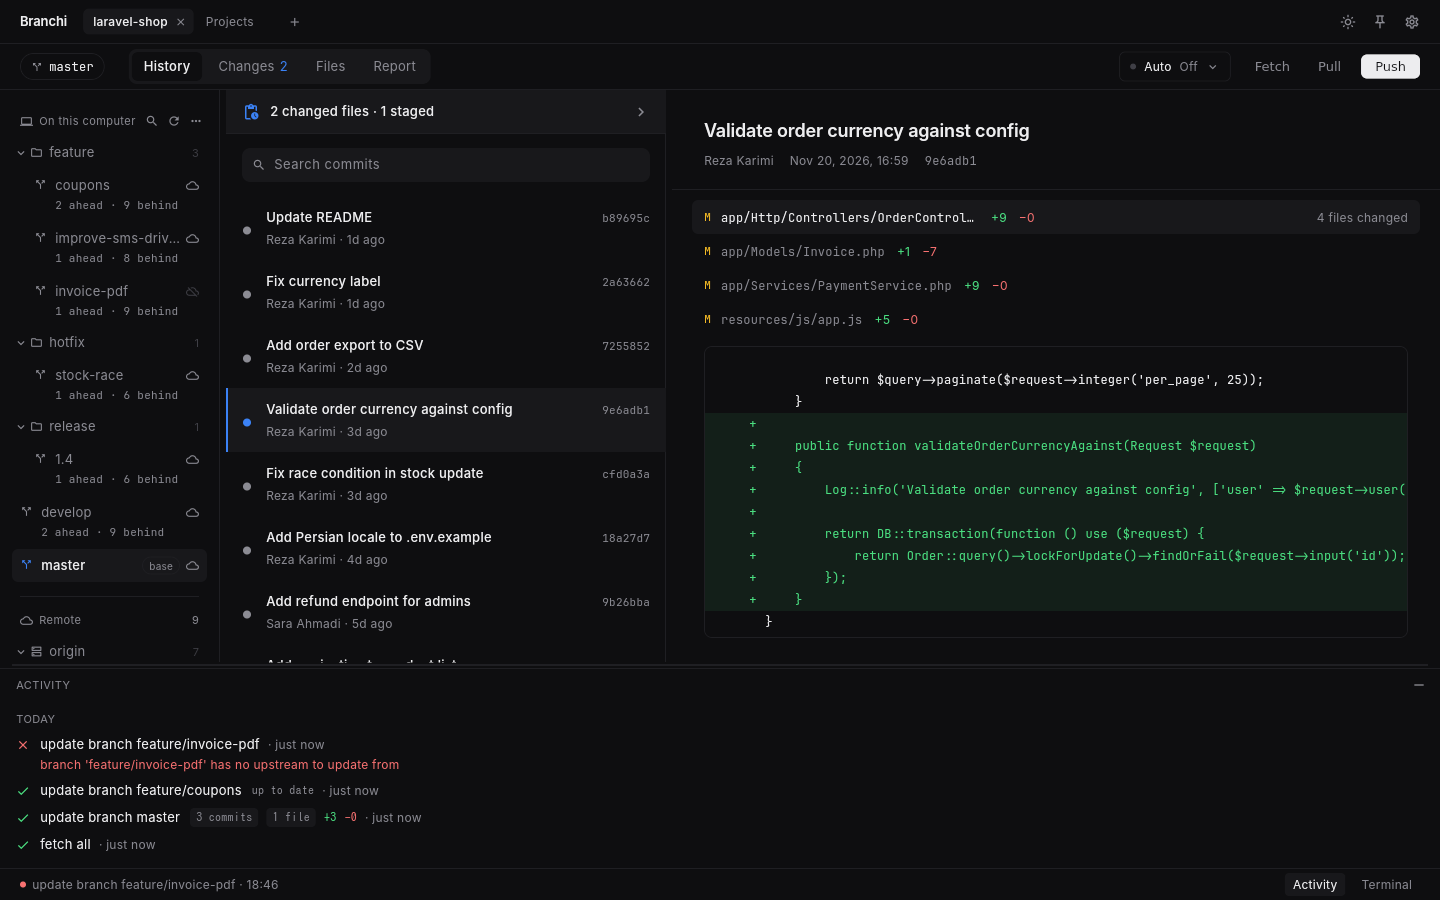 Branchi laravel-shop × Projects +
master History Changes 2 Files Report Auto Off Fetch Pull Push
On this computer
feature 3
coupons
2 ahead · 9 behind
improve-sms-driv...
1 ahead · 8 behind
invoice-pdf
1 ahead · 9 behind
hotfix 1
stock-race
1 ahead · 6 behind
release 1
1.4
1 ahead · 6 behind
develop
2 ahead · 9 behind
master base
Remote 9
origin 7
2 changed files · 1 staged
Search commits
Update README b89695c
Reza Karimi · 1d ago
Fix currency label 2a63662
Reza Karimi · 1d ago
Add order export to CSV 7255852
Reza Karimi · 2d ago
Validate order currency against config 9e6adb1
Reza Karimi · 3d ago
Fix race condition in stock update cfd0a3a
Reza Karimi · 3d ago
Add Persian locale to .env.example 18a27d7
Reza Karimi · 4d ago
Add refund endpoint for admins 9b26bba
Sara Ahmadi · 5d ago
Validate order currency against config
Reza Karimi Nov 20, 2026, 16:59 9e6adb1
M app/Http/Controllers/OrderControl… +9 −0 4 files changed
M app/Models/Invoice.php +1 −7
M app/Services/PaymentService.php +9 −0
M resources/js/app.js +5 −0
return $query->paginate($request->integer('per_page', 25));
}
+
+ public function validateOrderCurrencyAgainst(Request $request)
+ {
+ Log::info('Validate order currency against config', ['user' => $request->user(
+
+ return DB::transaction(function () use ($request) {
+ return Order::query()->lockForUpdate()->findOrFail($request->input('id'));
+ });
+ }
}
ACTIVITY
TODAY
update branch feature/invoice-pdf · just now
branch 'feature/invoice-pdf' has no upstream to update from
update branch feature/coupons up to date · just now
update branch master 3 commits 1 file +3 −0 · just now
fetch all · just now
update branch feature/invoice-pdf · 18:46 Activity Terminal